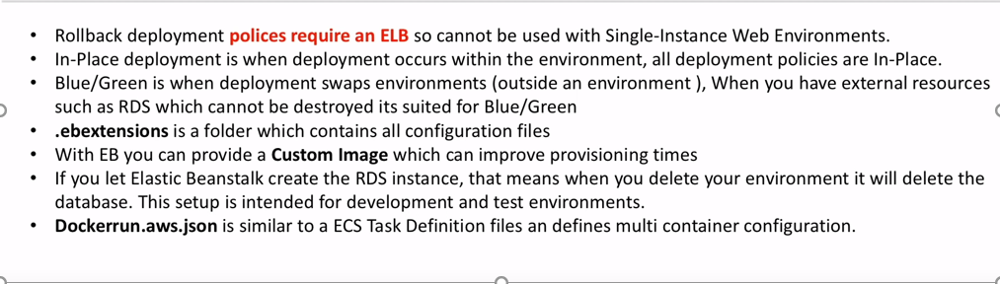 • Rollback deployment polices require an ELB so cannot be used with Single-Instance Web Environments.
• In-Place deployment is when deployment occurs within the environment, all deployment policies are In-Place.
• Blue/Green is when deployment swaps environments (outside an environment ), When you have external resources
such as RDS which cannot be destroyed its suited for Blue/Green
• .ebextensions is a folder which contains all configuration files
• With EB you can provide a Custom Image which can improve provisioning times
• If you let Elastic Beanstalk create the RDS instance, that means when you delete your environment it will delete the
database. This setup is intended for development and test environments.
• Dockerrun.aws.json is similar to a ECS Task Definition files an defines multi container configuration.